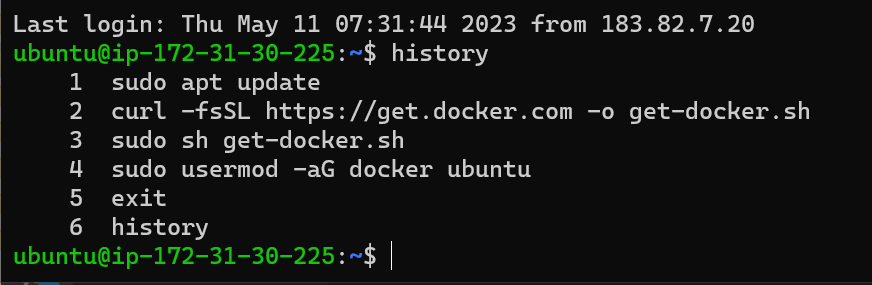 Last login: Thu May 11 07:31:44 2023 from 183.82.7.20
ubuntu@ip-172-31-30-225:~$ history
    1  sudo apt update
    2  curl -fsSL https://get.docker.com -o get-docker.sh
    3  sudo sh get-docker.sh
    4  sudo usermod -aG docker ubuntu
    5  exit
    6  history
ubuntu@ip-172-31-30-225:~$